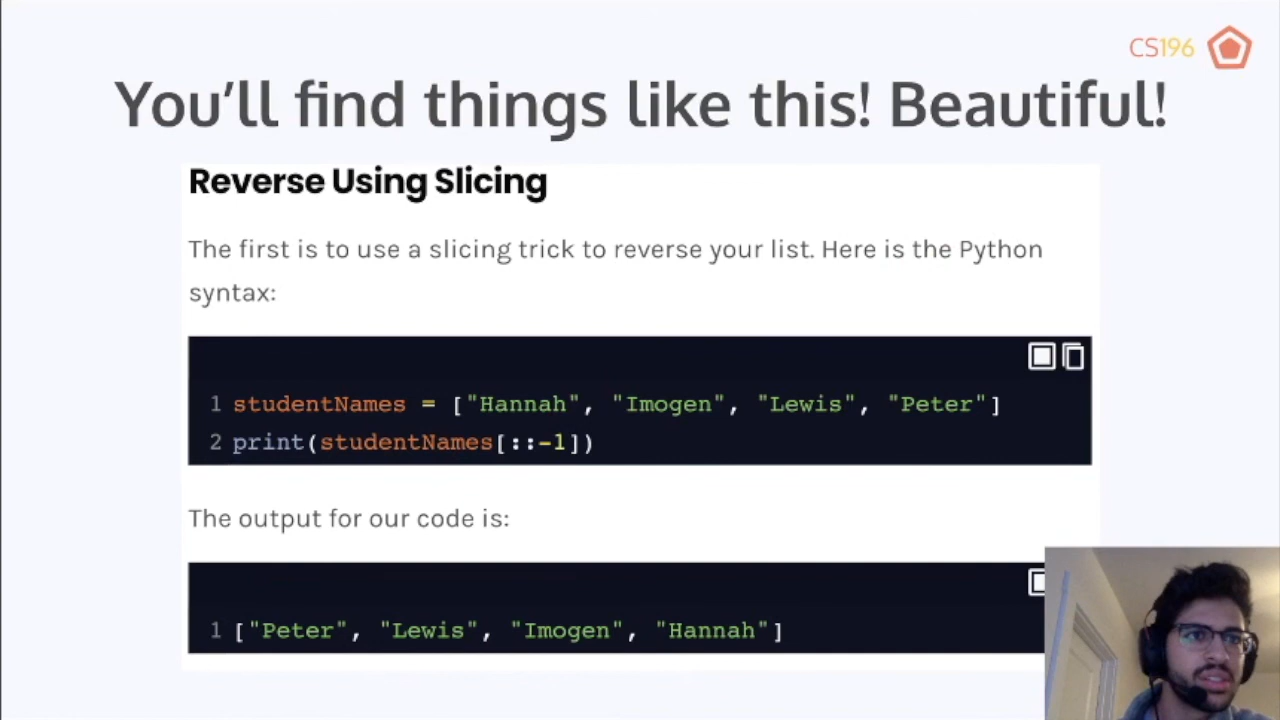 CS196
You'll find things like this! Beautiful!
Reverse Using Slicing
The first is to use a slicing trick to reverse your list. Here is the Python
syntax:
1 studentNames = ["Hannah", "Imogen", "Lewis", "Peter"]
2 print(studentNames[::-1])
The output for our code is:
1 ["Peter", "Lewis", "Imogen", "Hannah"]